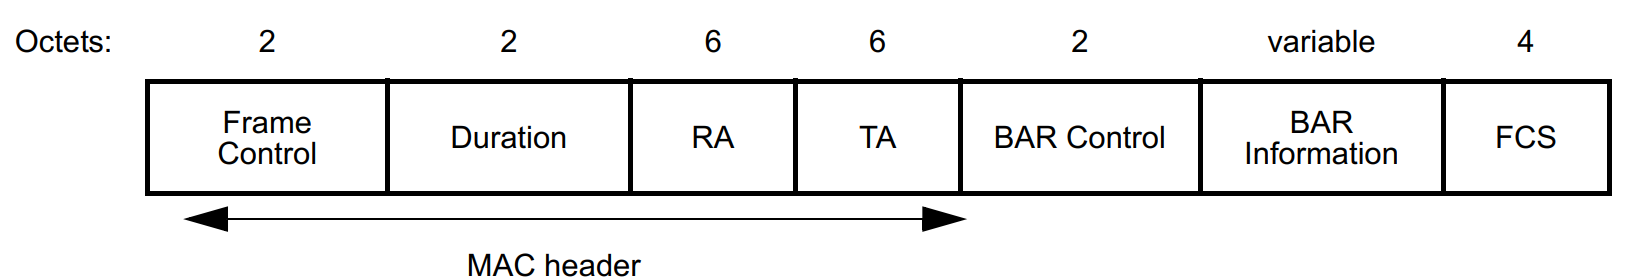 Octets: 2 2 6 6 2 variable 4
Frame
Control
Duration
RA
TA
BAR Control
BAR
Information
FCS
MAC header